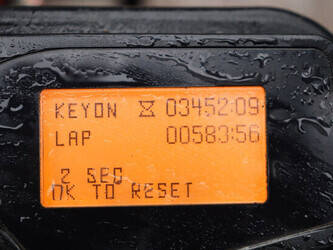 KEYON ⧖ 03452:09
LAP 00583:56
2 SEC
OK TO RESET